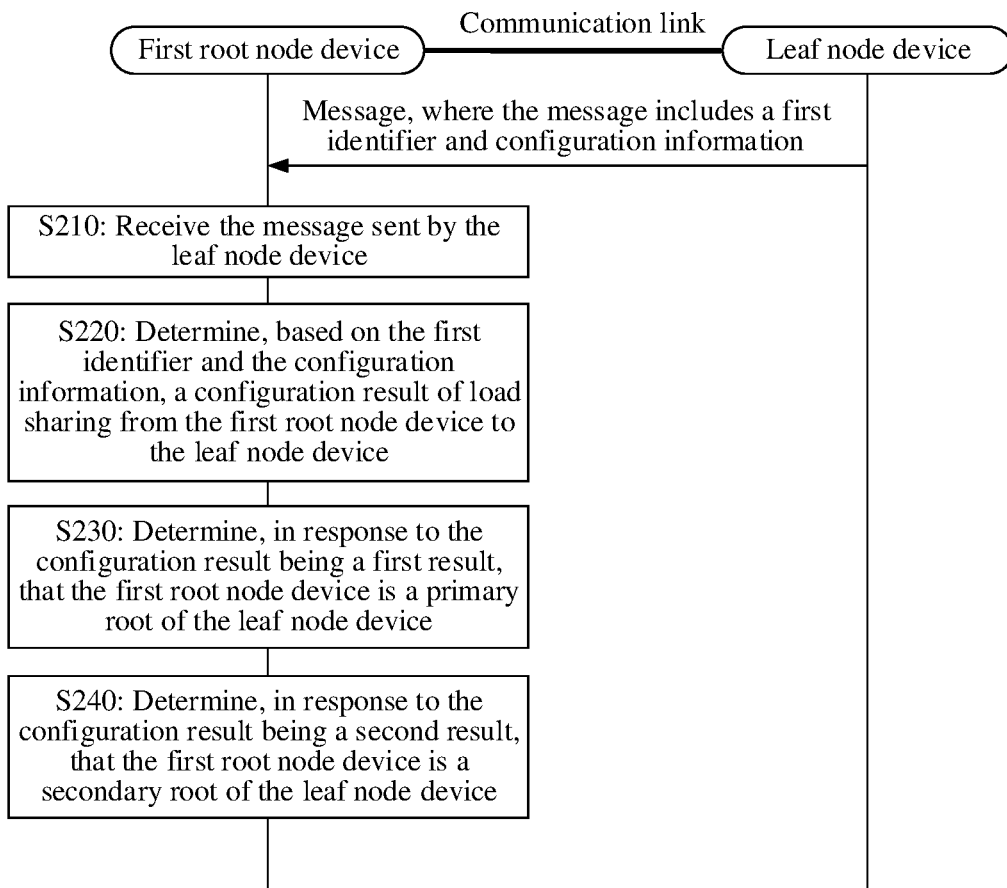 Communication link
First root node device
Leaf node device
Message, where the message includes a first
identifier and configuration information
S210: Receive the message sent by the
leaf node device
S220: Determine, based on the first
identifier and the configuration
information, a configuration result of load
sharing from the first root node device to
the leaf node device
S230: Determine, in response to the
configuration result being a first result,
that the first root node device is a primary
root of the leaf node device
S240: Determine, in response to the
configuration result being a second result,
that the first root node device is a
secondary root of the leaf node device